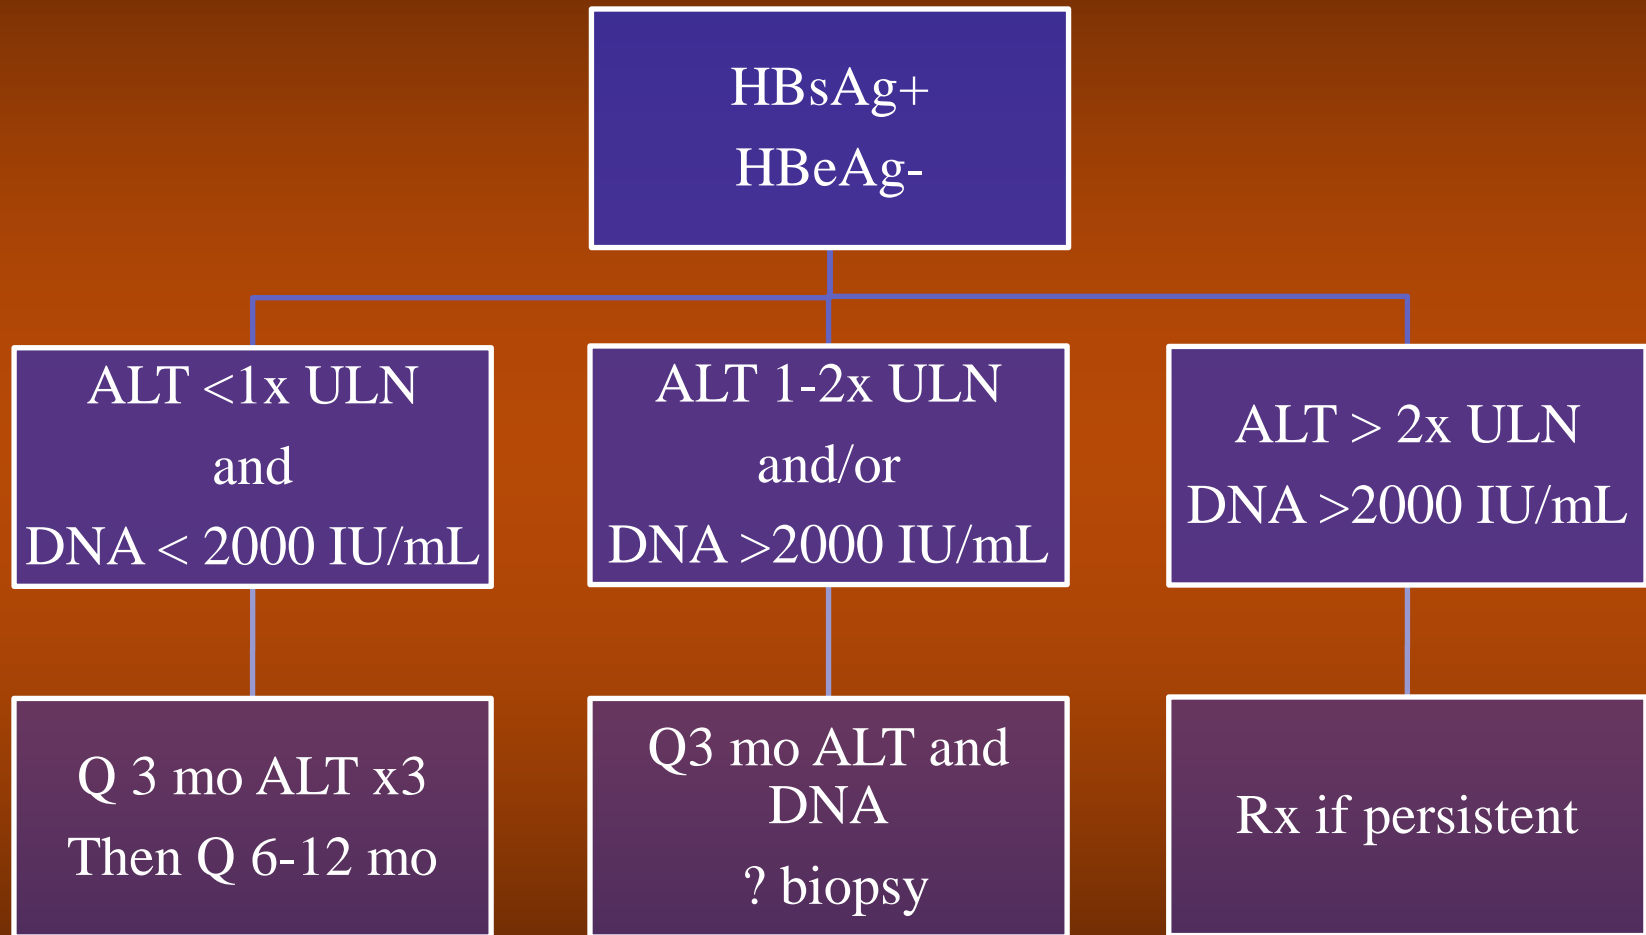 HBsAg+
HBeAg-
ALT <1x ULN
and
DNA < 2000 IU/mL
ALT 1-2x ULN
and/or
DNA >2000 IU/mL
ALT > 2x ULN
DNA >2000 IU/mL
Q 3 mo ALT x3
Then Q 6-12 mo
Q3 mo ALT and
DNA
? biopsy
Rx if persistent